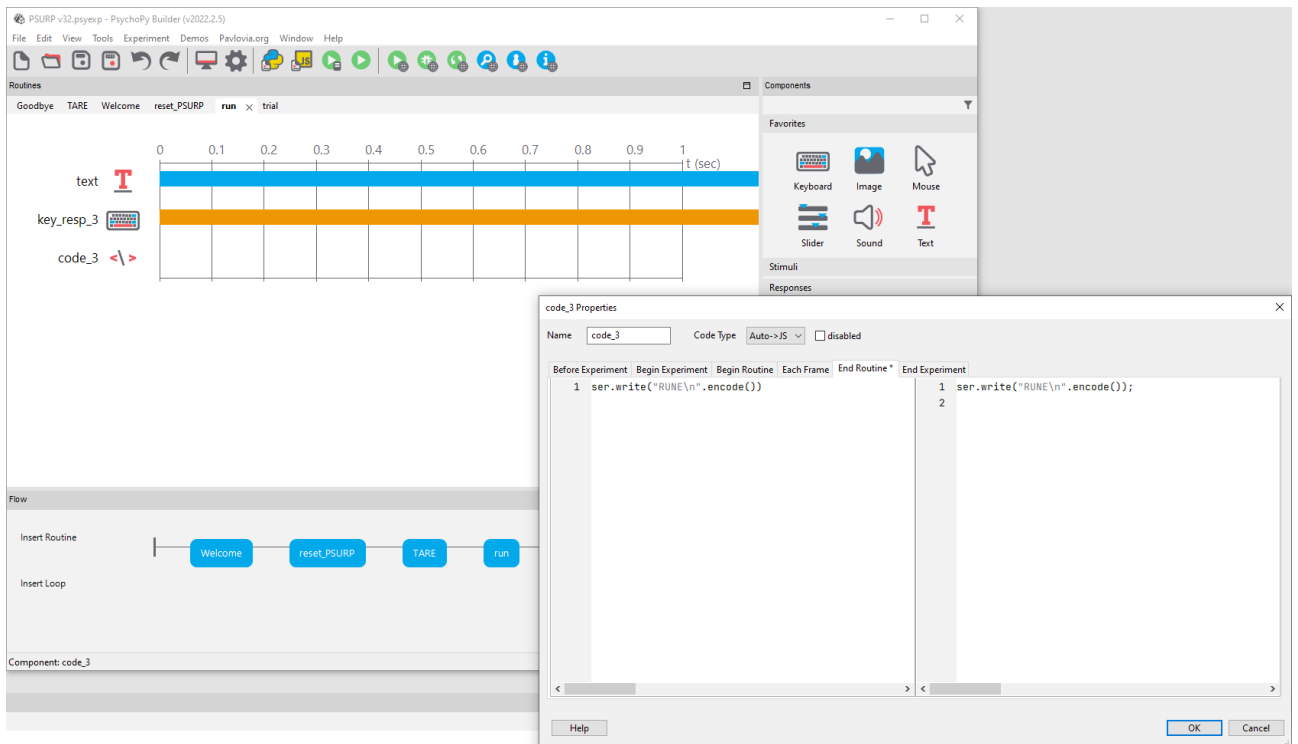 PSURP v32.psyexp - PsychoPy Builder (v2022.2.5)
File Edit View Tools Experiment Demos Pavlovia.org Window Help
Routines
Components
Goodbye TARE Welcome reset_PSURP run trial
Favorites
0 0.1 0.2 0.3 0.4 0.5 0.6 0.7 0.8 0.9 1
t (sec)
text
key_resp_3
code_3
Keyboard Image Mouse
Slider Sound Text
Stimuli
Responses
code_3 Properties
Name code_3 Code Type Auto->JS disabled
Before Experiment Begin Experiment Begin Routine Each Frame End Routine * End Experiment
1 ser.write("RUNE\n".encode())
1 ser.write("RUNE\n".encode());
2
Flow
Insert Routine
Welcome reset_PSURP TARE run
Insert Loop
Component: code_3
Help OK Cancel